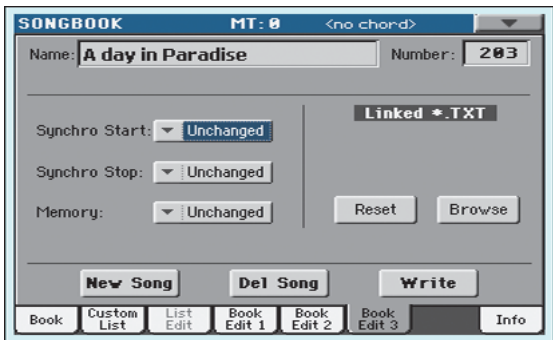 SONGBOOK MT:0 <no chord>
Name: A day in Paradise Number: 203
Linked *.TXT
Synchro Start: Unchanged
Synchro Stop: Unchanged
Memory: Unchanged Reset Browse
New Song Del Song Write
Book Custom List List Edit Book Edit 1 Book Edit 2 Book Edit 3 Info